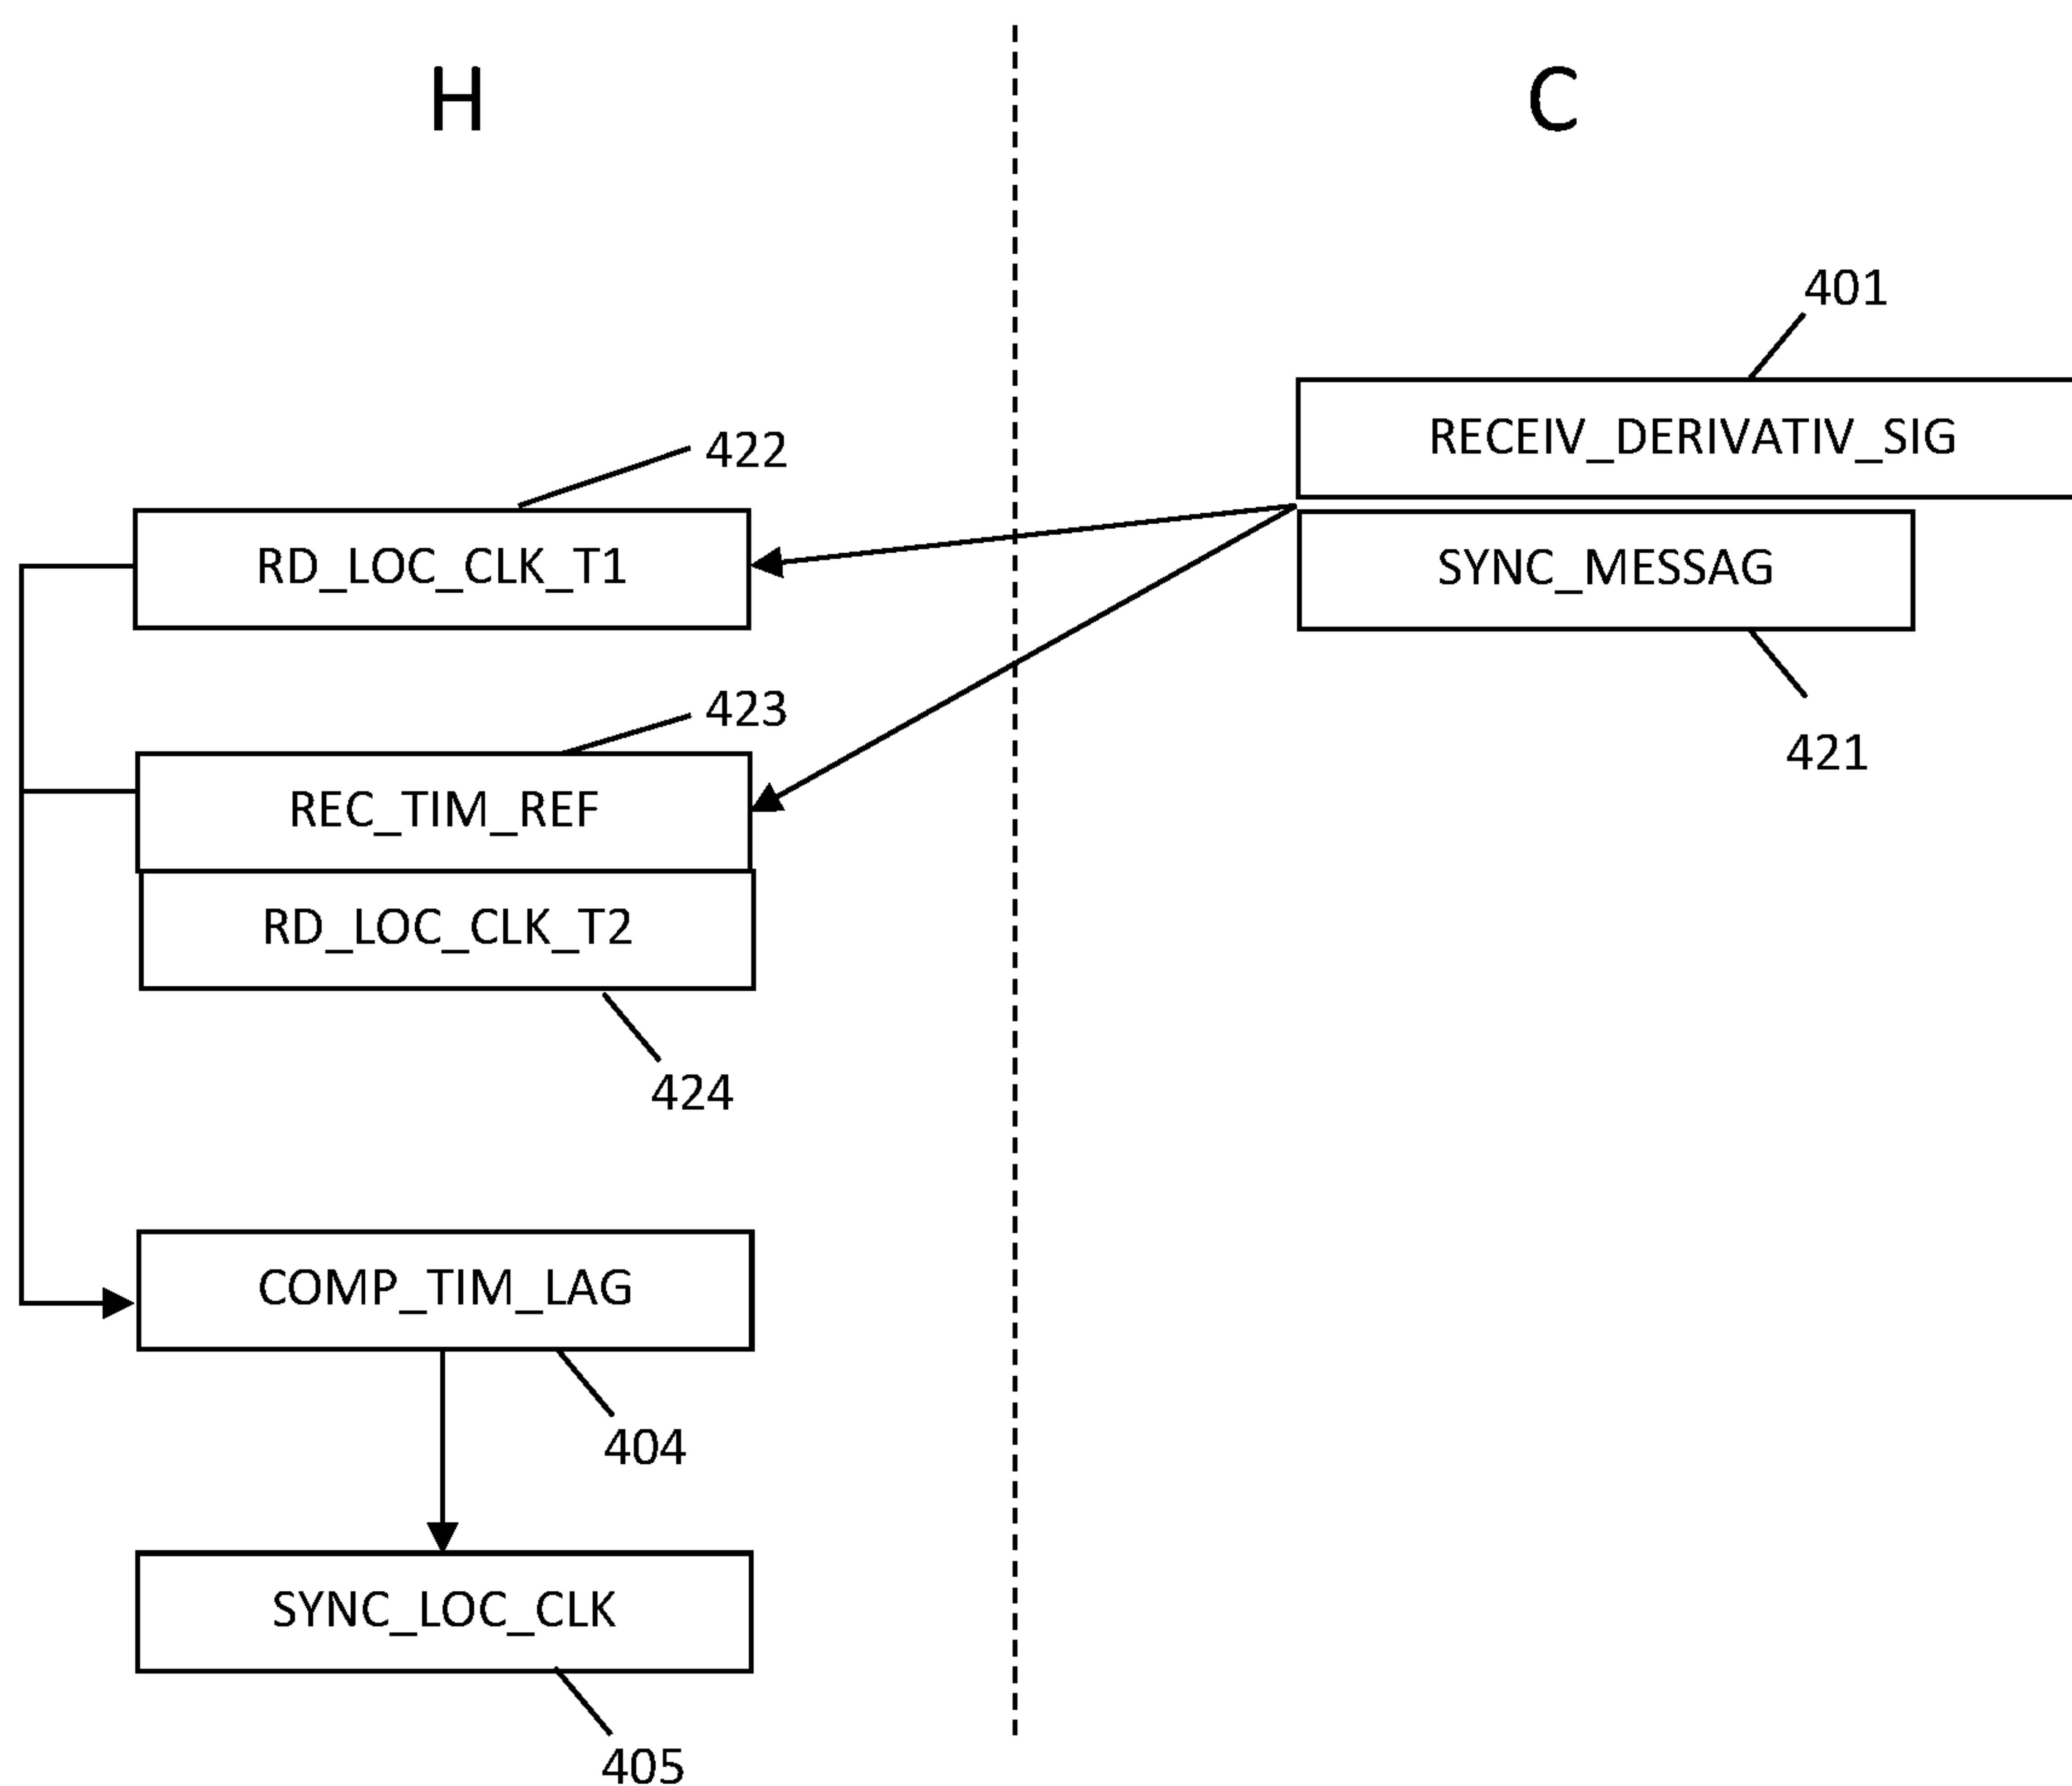 H
C
401
RECEIV_DERIVATIV_SIG
422
RD_LOC_CLK_T1
SYNC_MESSAG
423
421
REC_TIM_REF
RD_LOC_CLK_T2
424
COMP_TIM_LAG
404
SYNC_LOC_CLK
405